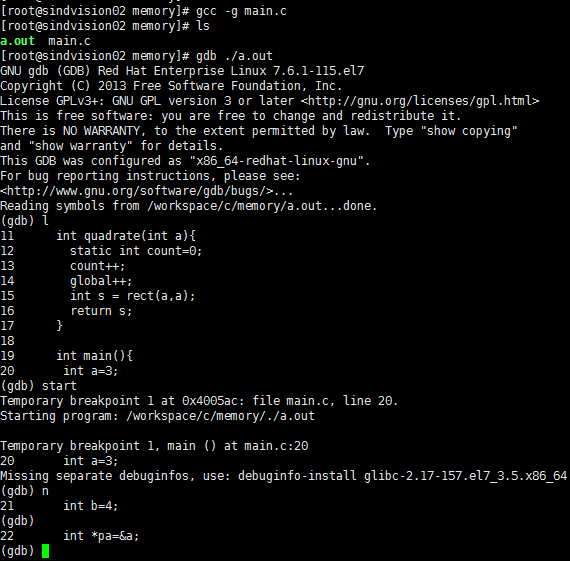 [root@sindvision02 memory]# gcc -g main.c
[root@sindvision02 memory]# ls
a.out  main.c
[root@sindvision02 memory]# gdb ./a.out
GNU gdb (GDB) Red Hat Enterprise Linux 7.6.1-115.el7
Copyright (C) 2013 Free Software Foundation, Inc.
License GPLv3+: GNU GPL version 3 or later <http://gnu.org/licenses/gpl.html>
This is free software: you are free to change and redistribute it.
There is NO WARRANTY, to the extent permitted by law.  Type "show copying"
and "show warranty" for details.
This GDB was configured as "x86_64-redhat-linux-gnu".
For bug reporting instructions, please see:
<http://www.gnu.org/software/gdb/bugs/>...
Reading symbols from /workspace/c/memory/a.out...done.
(gdb) l
11      int quadrate(int a){
12        static int count=0;
13        count++;
14        global++;
15        int s = rect(a,a);
16        return s;
17      }
18
19      int main(){
20       int a=3;
(gdb) start
Temporary breakpoint 1 at 0x4005ac: file main.c, line 20.
Starting program: /workspace/c/memory/./a.out

Temporary breakpoint 1, main () at main.c:20
20       int a=3;
Missing separate debuginfos, use: debuginfo-install glibc-2.17-157.el7_3.5.x86_64
(gdb) n
21       int b=4;
(gdb)
22       int *pa=&a;
(gdb)